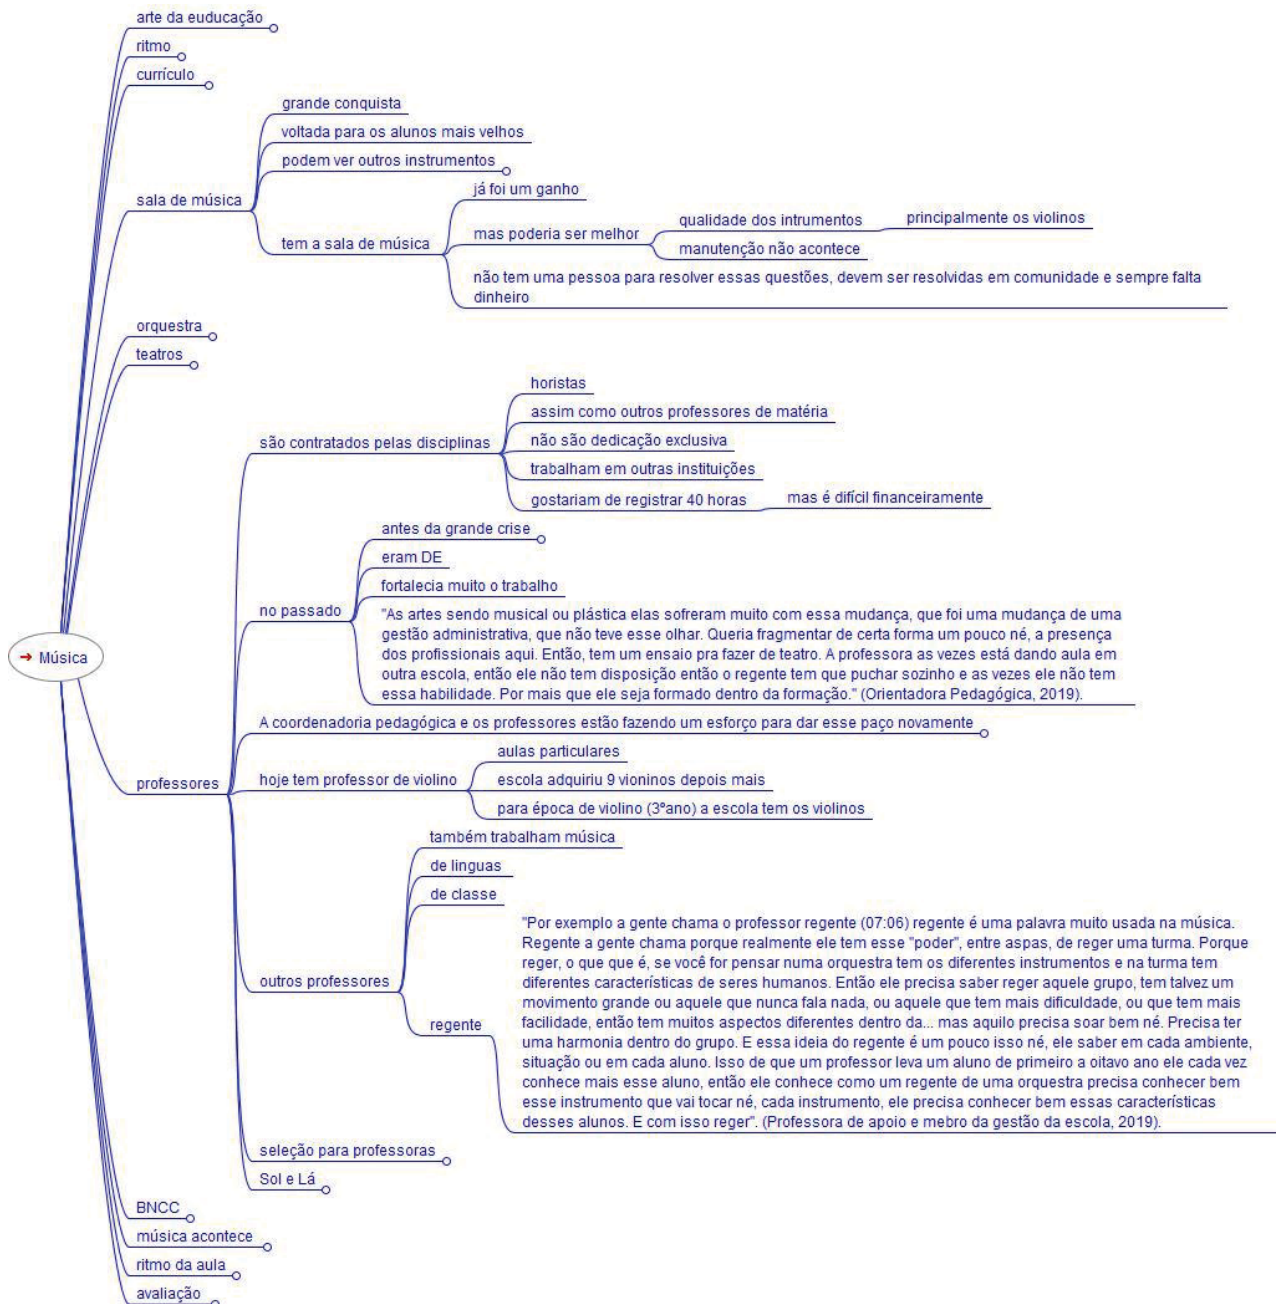 arte da euducação
ritmo
currículo
grande conquista
voltada para os alunos mais velhos
podem ver outros instrumentos
sala de música
já foi um ganho
qualidade dos intrumentos
principalmente os violinos
mas poderia ser melhor
tem a sala de música
manutenção não acontece
não tem uma pessoa para resolver essas questões, devem ser resolvidas em comunidade e sempre falta
dinheiro
orquestra
teatros
horistas
assim como outros professores de matéria
são contratados pelas disciplinas
não são dedicação exclusiva
trabalham em outras instituições
gostariam de registrar 40 horas
mas é difícil financeiramente
antes da grande crise
eram DE
fortalecia muito o trabalho
no passado
"As artes sendo musical ou plástica elas sofreram muito com essa mudança, que foi uma mudança de uma
gestão administrativa, que não teve esse olhar. Queria fragmentar de certa forma um pouco né, a presença
dos profissionais aqui. Então, tem um ensaio pra fazer de teatro. A professora as vezes está dando aula em
outra escola, então ele não tem disposição então o regente tem que puchar sozinho e as vezes ele não tem
essa habilidade. Por mais que ele seja formado dentro da formação." (Orientadora Pedagógica, 2019).
Música
A coordenadoria pedagógica e os professores estão fazendo um esforço para dar esse paço novamente
professores
aulas particulares
hoje tem professor de violino
escola adquiriu 9 vioninos depois mais
para época de violino (3ºano) a escola tem os violinos
também trabalham música
de linguas
de classe
outros professores
regente
"Por exemplo a gente chama o professor regente (07:06) regente é uma palavra muito usada na música.
Regente a gente chama porque realmente ele tem esse "poder", entre aspas, de reger uma turma. Porque
reger, o que que é, se você for pensar numa orquestra tem os diferentes instrumentos e na turma tem
diferentes características de seres humanos. Então ele precisa saber reger aquele grupo, tem talvez um
movimento grande ou aquele que nunca fala nada, ou aquele que tem mais dificuldade, ou que tem mais
facilidade, então tem muitos aspectos diferentes dentro da... mas aquilo precisa soar bem né. Precisa ter
uma harmonia dentro do grupo. E essa ideia do regente é um pouco isso né, ele saber em cada ambiente,
situação ou em cada aluno. Isso de que um professor leva um aluno de primeiro a oitavo ano ele cada vez
conhece mais esse aluno, então ele conhece como um regente de uma orquestra precisa conhecer bem
esse instrumento que vai tocar né, cada instrumento, ele precisa conhecer bem essas características
desses alunos. E com isso reger". (Professora de apoio e mebro da gestão da escola, 2019).
seleção para professoras
Sol e Lá
BNCC
música acontece
ritmo da aula
avaliação